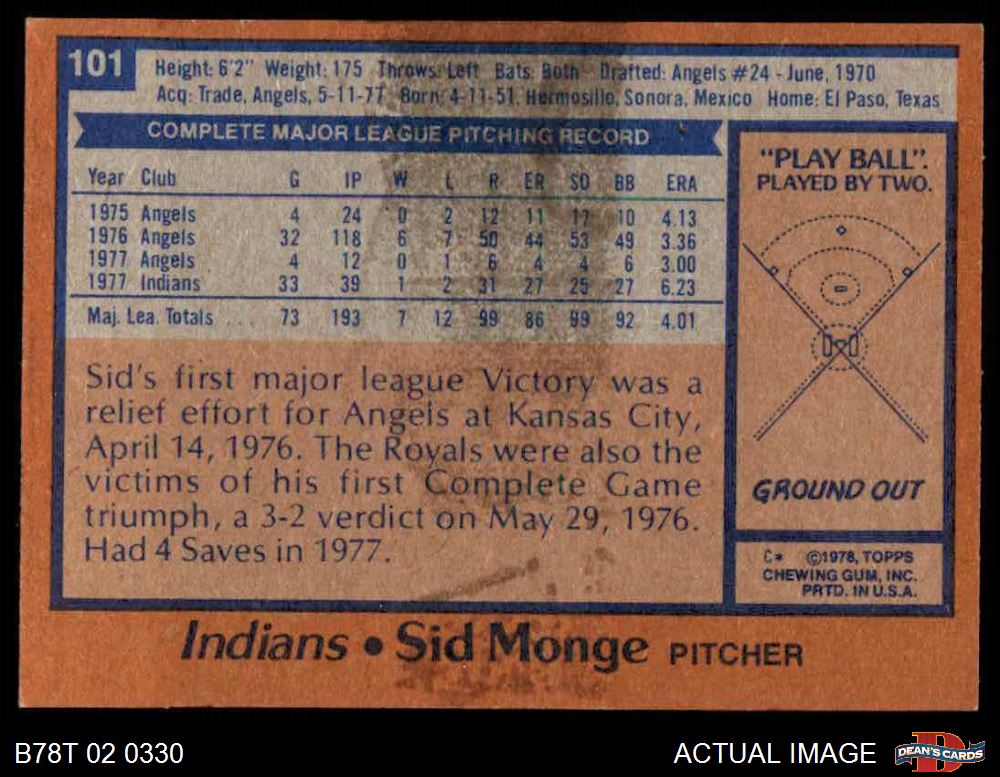 101
Height: 6'2" Weight: 175 Throws: Left Bats: Both Drafted: Angels #24 - June, 1970
Acq: Trade, Angels, 5-11-77 Born: 4-11-51, Hermosillo, Sonora, Mexico Home: El Paso, Texas
COMPLETE MAJOR LEAGUE PITCHING RECORD
Year Club G IP W L R ER SO BB ERA
1975 Angels 4 24 0 2 12 11 17 10 4.13
1976 Angels 32 118 6 7 50 44 53 49 3.36
1977 Angels 4 12 0 1 6 4 4 6 3.00
1977 Indians 33 39 1 2 31 27 25 27 6.23
Maj. Lea. Totals ... 73 193 7 12 99 86 99 92 4.01
Sid's first major league Victory was a
relief effort for Angels at Kansas City,
April 14, 1976. The Royals were also the
victims of his first Complete Game
triumph, a 3-2 verdict on May 29, 1976.
Had 4 Saves in 1977.
"PLAY BALL".
PLAYED BY TWO.
GROUND OUT
C* ©1978, TOPPS
CHEWING GUM, INC.
PRTD. IN U.S.A.
Indians • Sid Monge PITCHER
B78T 02 0330
ACTUAL IMAGE
D
DEAN'S CARDS